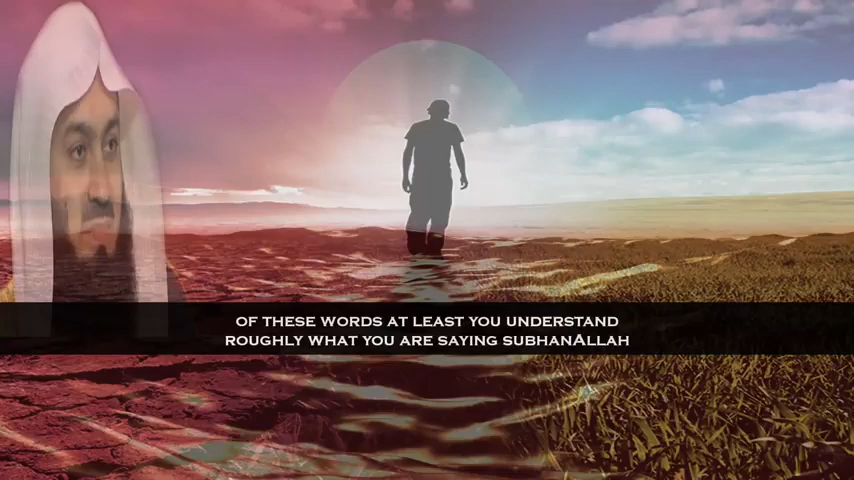 OF THESE WORDS AT LEAST YOU UNDERSTAND
ROUGHLY WHAT YOU ARE SAYING SUBHANALLAH